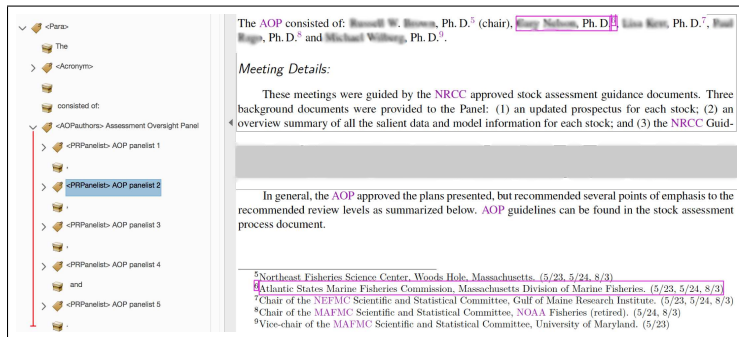 <Para>
The
<Acronym>
consisted of:
<AOPauthors> Assessment Oversight Panel
<PRPanelist> AOP panelist 1
,
<PRPanelist> AOP panelist 2
,
<PRPanelist> AOP panelist 3
,
<PRPanelist> AOP panelist 4
and
<PRPanelist> AOP panelist 5
.
The AOP consisted of: Ph. D.5 (chair), Ph. D.6, Ph. D.7,
, Ph. D.8 and Ph. D.9.
Meeting Details:
These meetings were guided by the NRCC approved stock assessment guidance documents. Three
background documents were provided to the Panel: (1) an updated prospectus for each stock; (2) an
overview summary of all the salient data and model information for each stock; and (3) the NRCC Guid-
In general, the AOP approved the plans presented, but recommended several points of emphasis to the
recommended review levels as summarized below. AOP guidelines can be found in the stock assessment
process document.
5Northeast Fisheries Science Center, Woods Hole, Massachusetts. (5/23, 5/24, 8/3)
6Atlantic States Marine Fisheries Commission, Massachusetts Division of Marine Fisheries. (5/23, 5/24, 8/3)
7Chair of the NEFMC Scientific and Statistical Committee, Gulf of Maine Research Institute. (5/23, 5/24, 8/3)
8Chair of the MAFMC Scientific and Statistical Committee, NOAA Fisheries (retired). (5/24, 8/3)
9Vice-chair of the MAFMC Scientific and Statistical Committee, University of Maryland. (5/23)